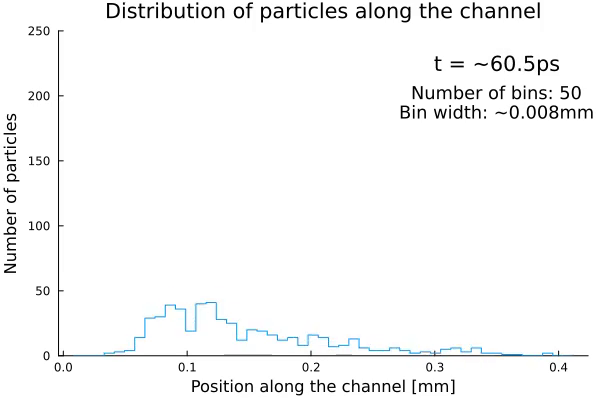 Distribution of particles along the channel
250
t = ~60.5ps
Number of bins: 50
200
Bin width: ~0.008mm
Number of particles
150
100
50
0
0.0 0.1 0.2 0.3 0.4
Position along the channel [mm]